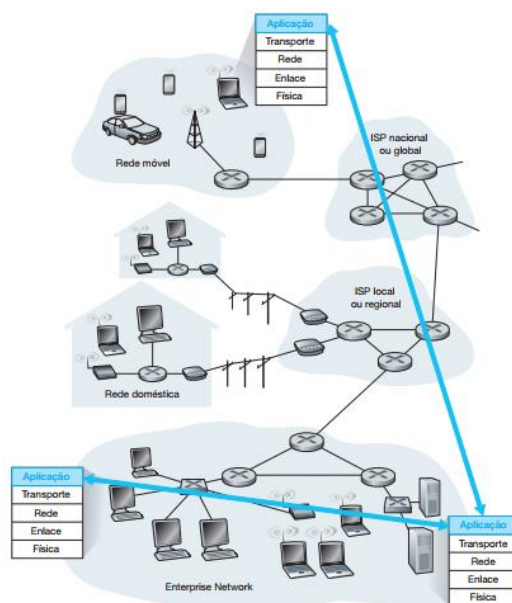 Aplicação
Transporte
Rede
Enlace
Física
Rede móvel
ISP nacional
ou global
ISP local
ou regional
Rede doméstica
Aplicação
Transporte
Rede
Enlace
Física
Enterprise Network
Aplicação
Transporte
Rede
Enlace
Física